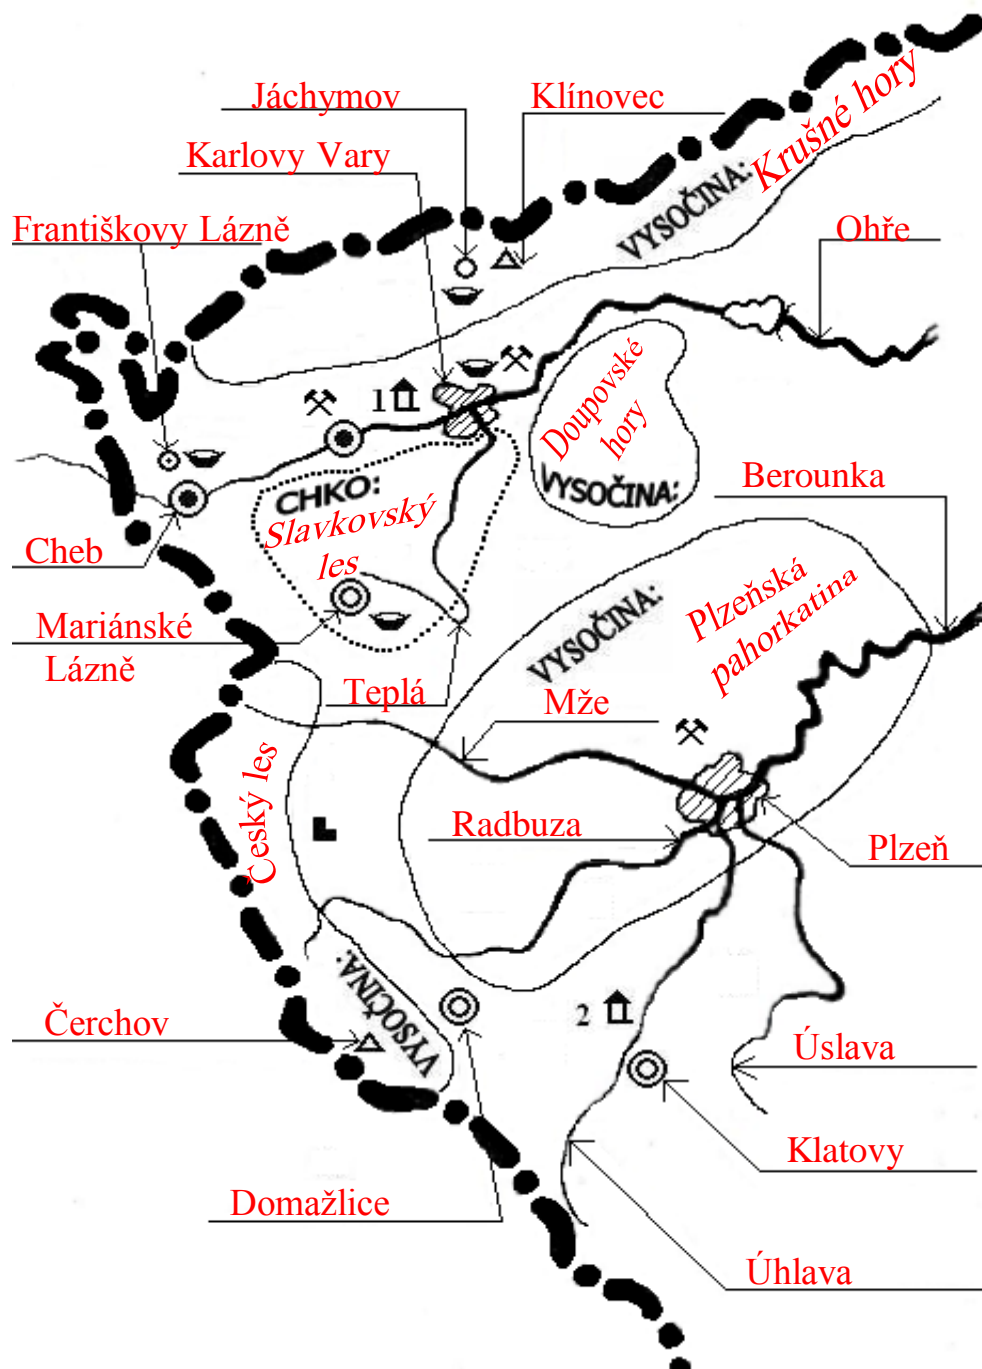 Jáchymov
Klínovec
Krušné hory
Karlovy Vary
VYSOČINA:
Františkovy Lázně
Ohře
1
Doupovské
hory
VYSOČINA:
Berounka
CHKO:
Slavkovský
les
Cheb
Plzeňská
pahorkatina
VYSOČINA:
Mariánské
Lázně
Teplá
Mže
Český les
Radbuza
Plzeň
VYSOČINA:
2
Čerchov
Úslava
Klatovy
Domažlice
Úhlava